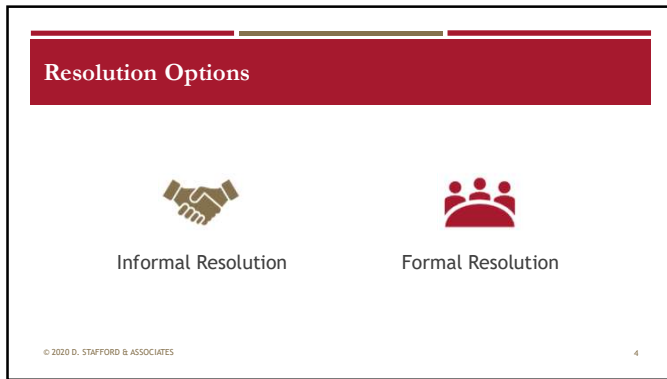 Resolution Options
Informal Resolution
Formal Resolution
© 2020 D. STAFFORD & ASSOCIATES
4